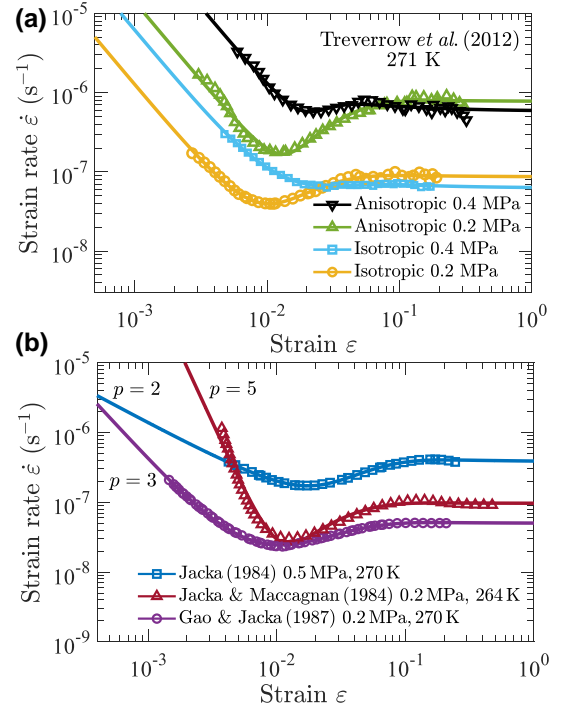 (a)
Treverrow et al. (2012)
271 K
Strain rate ε̇ (s⁻¹)
10⁻⁵
10⁻⁶
10⁻⁷
10⁻⁸
Anisotropic 0.4 MPa
Anisotropic 0.2 MPa
Isotropic 0.4 MPa
Isotropic 0.2 MPa
10⁻³ 10⁻² 10⁻¹ 10⁰
Strain ε
(b)
Strain rate ε̇ (s⁻¹)
10⁻⁵
10⁻⁶
10⁻⁷
10⁻⁸
10⁻⁹
p = 2
p = 5
p = 3
Jacka (1984) 0.5 MPa, 270 K
Jacka & Maccagnan (1984) 0.2 MPa, 264 K
Gao & Jacka (1987) 0.2 MPa, 270 K
10⁻³ 10⁻² 10⁻¹ 10⁰
Strain ε